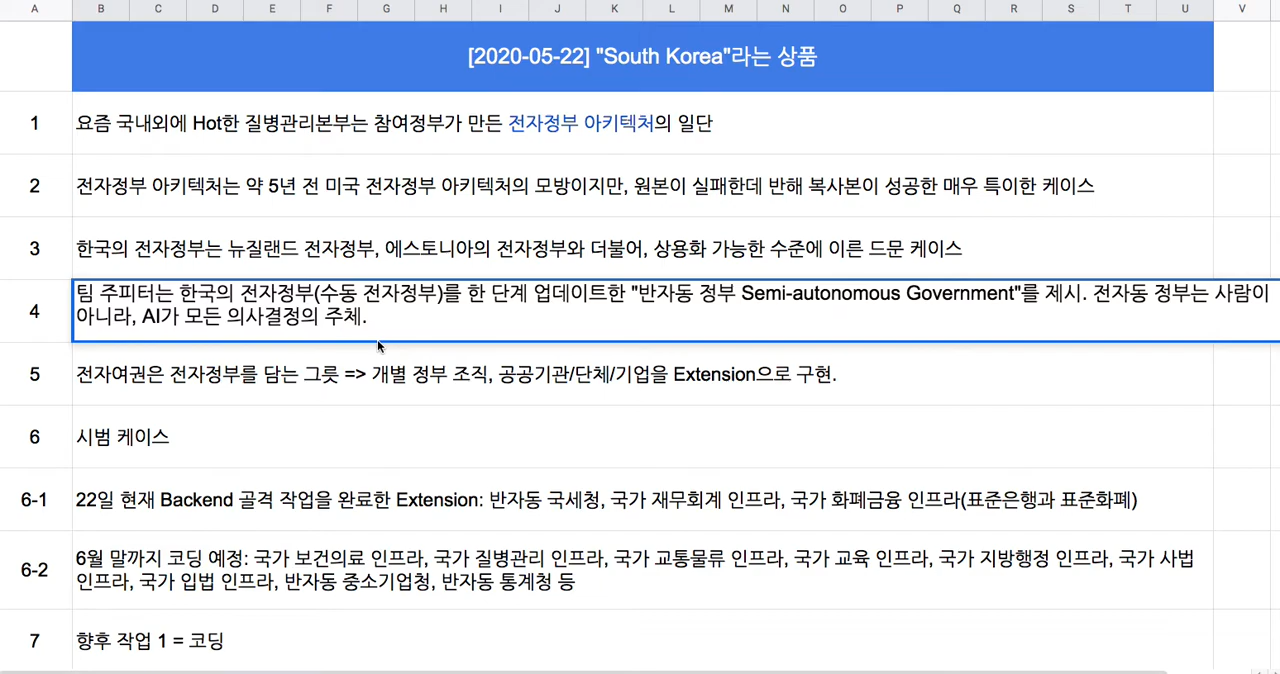 A B C D E F G H I J K L M N O P Q R S T U V
[2020-05-22] "South Korea"라는 상품
1 요즘 국내외에 Hot한 질병관리본부는 참여정부가 만든 전자정부 아키텍처의 일단
2 전자정부 아키텍처는 약 5년 전 미국 전자정부 아키텍처의 모방이지만, 원본이 실패한데 반해 복사본이 성공한 매우 특이한 케이스
3 한국의 전자정부는 뉴질랜드 전자정부, 에스토니아의 전자정부와 더불어, 상용화 가능한 수준에 이른 드문 케이스
4 팀 주피터는 한국의 전자정부(수동 전자정부)를 한 단계 업데이트한 "반자동 정부 Semi-autonomous Government"를 제시. 전자동 정부는 사람이
아니라, AI가 모든 의사결정의 주체.
5 전자여권은 전자정부를 담는 그릇 => 개별 정부 조직, 공공기관/단체/기업을 Extension으로 구현.
6 시범 케이스
6-1 22일 현재 Backend 골격 작업을 완료한 Extension: 반자동 국세청, 국가 재무회계 인프라, 국가 화폐금융 인프라(표준은행과 표준화폐)
6-2 6월 말까지 코딩 예정: 국가 보건의료 인프라, 국가 질병관리 인프라, 국가 교통물류 인프라, 국가 교육 인프라, 국가 지방행정 인프라, 국가 사법
인프라, 국가 입법 인프라, 반자동 중소기업청, 반자동 통계청 등
7 향후 작업 1 = 코딩